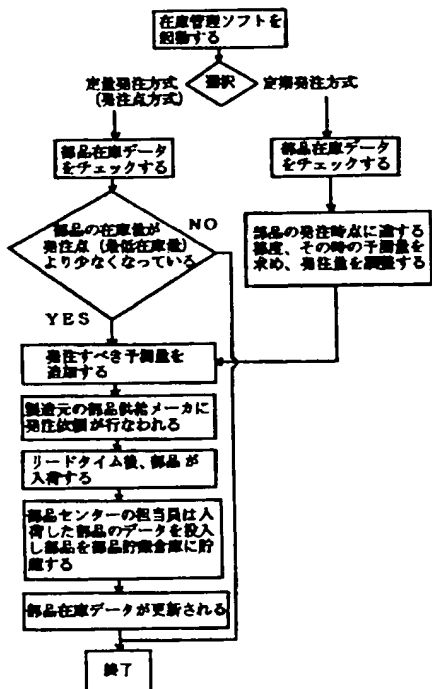 在庫管理ソフトを
起動する
選択
定量発注方式
(発注点方式)
定期発注方式
部品在庫データ
をチェックする
部品在庫データ
をチェックする
部品の在庫量が
発注点(最低在庫量)
より少なくなっている
NO
YES
部品の発注時点に達する
都度、その時の予測量を
求め、発注量を調整する
発注すべき予測量を
追加する
製造元の部品供給メーカに
発注依頼が行なわれる
リードタイム後、部品が
入荷する
部品センターの担当員は入
荷した部品のデータを投入
し部品を部品貯蔵倉庫に貯
蔵する
部品在庫データが更新される
終了